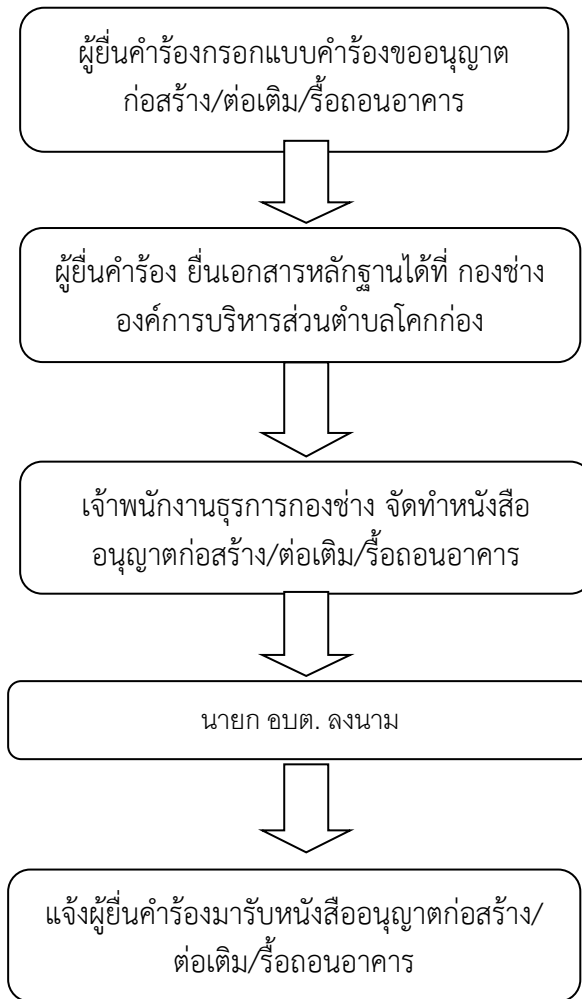 ผู้ยื่นคำร้องกรอกแบบคำร้องขออนุญาต
ก่อสร้าง/ต่อเติม/รื้อถอนอาคาร
ผู้ยื่นคำร้อง ยื่นเอกสารหลักฐานได้ที่ กองช่าง
องค์การบริหารส่วนตำบลโคกก่อง
เจ้าพนักงานธุรการกองช่าง จัดทำหนังสือ
อนุญาตก่อสร้าง/ต่อเติม/รื้อถอนอาคาร
นายก อบต. ลงนาม
แจ้งผู้ยื่นคำร้องมารับหนังสืออนุญาตก่อสร้าง/
ต่อเติม/รื้อถอนอาคาร